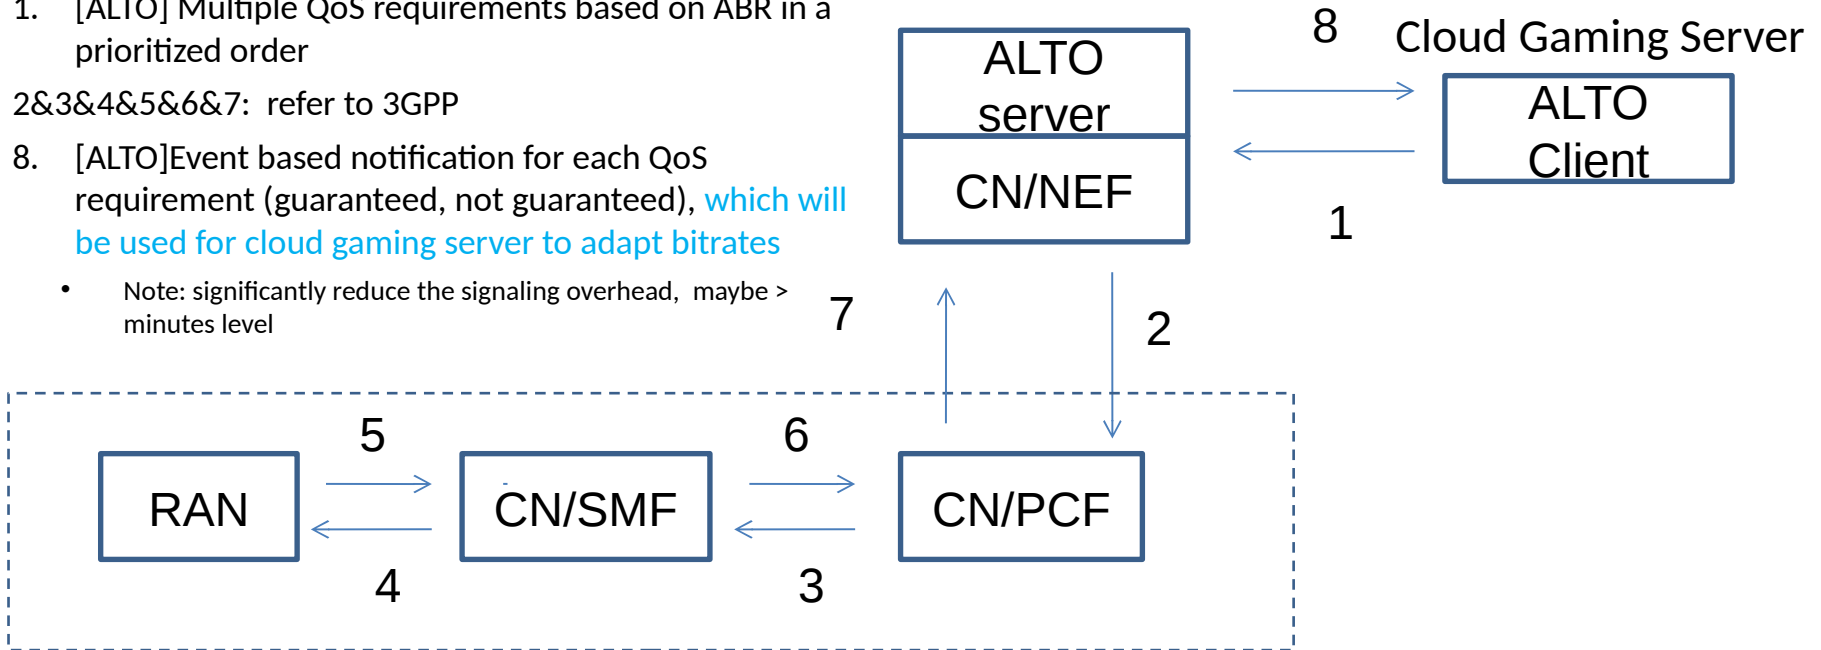 1. [ALTO] Multiple QoS requirements based on ABR in a
prioritized order
2&3&4&5&6&7: refer to 3GPP
8. [ALTO]Event based notification for each QoS
requirement (guaranteed, not guaranteed), which will
be used for cloud gaming server to adapt bitrates
• Note: significantly reduce the signaling overhead, maybe >
minutes level
ALTO
server
CN/NEF
8
Cloud Gaming Server
ALTO
Client
1
7
2
5
6
RAN
CN/SMF
CN/PCF
4
3